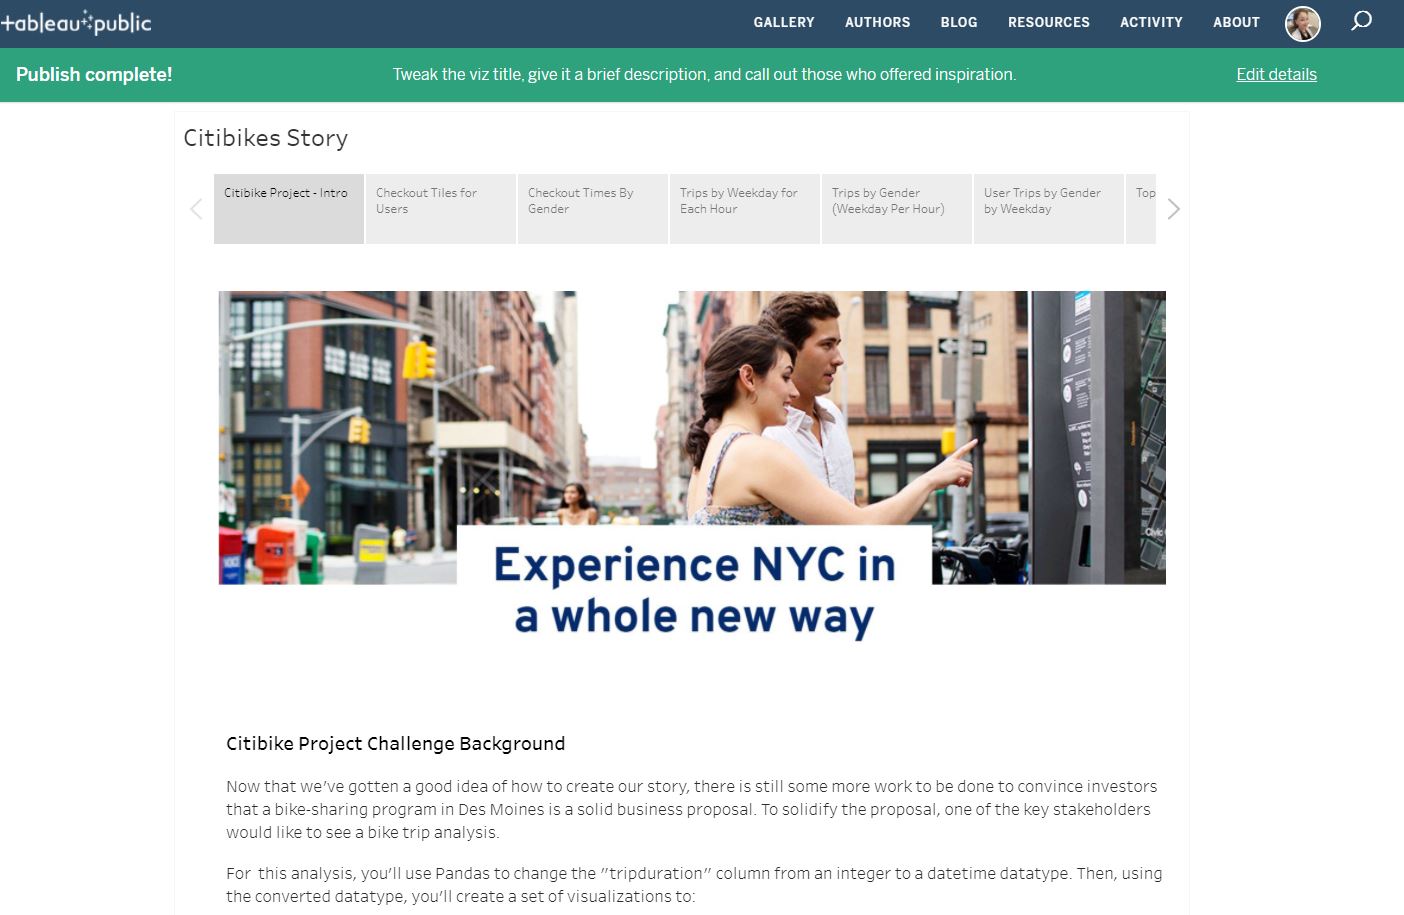 tableau public
GALLERY AUTHORS BLOG RESOURCES ACTIVITY ABOUT
Publish complete!
Tweak the viz title, give it a brief description, and call out those who offered inspiration.
Edit details
Citibikes Story
Citibike Project - Intro
Checkout Tiles for
Users
Checkout Times By
Gender
Trips by Weekday for
Each Hour
Trips by Gender
(Weekday Per Hour)
User Trips by Gender
by Weekday
Top
Experience NYC in
a whole new way
Citibike Project Challenge Background
Now that we've gotten a good idea of how to create our story, there is still some more work to be done to convince investors
that a bike-sharing program in Des Moines is a solid business proposal. To solidify the proposal, one of the key stakeholders
would like to see a bike trip analysis.
For  this analysis, you'll use Pandas to change the "tripduration" column from an integer to a datetime datatype. Then, using
the converted datatype, you'll create a set of visualizations to: